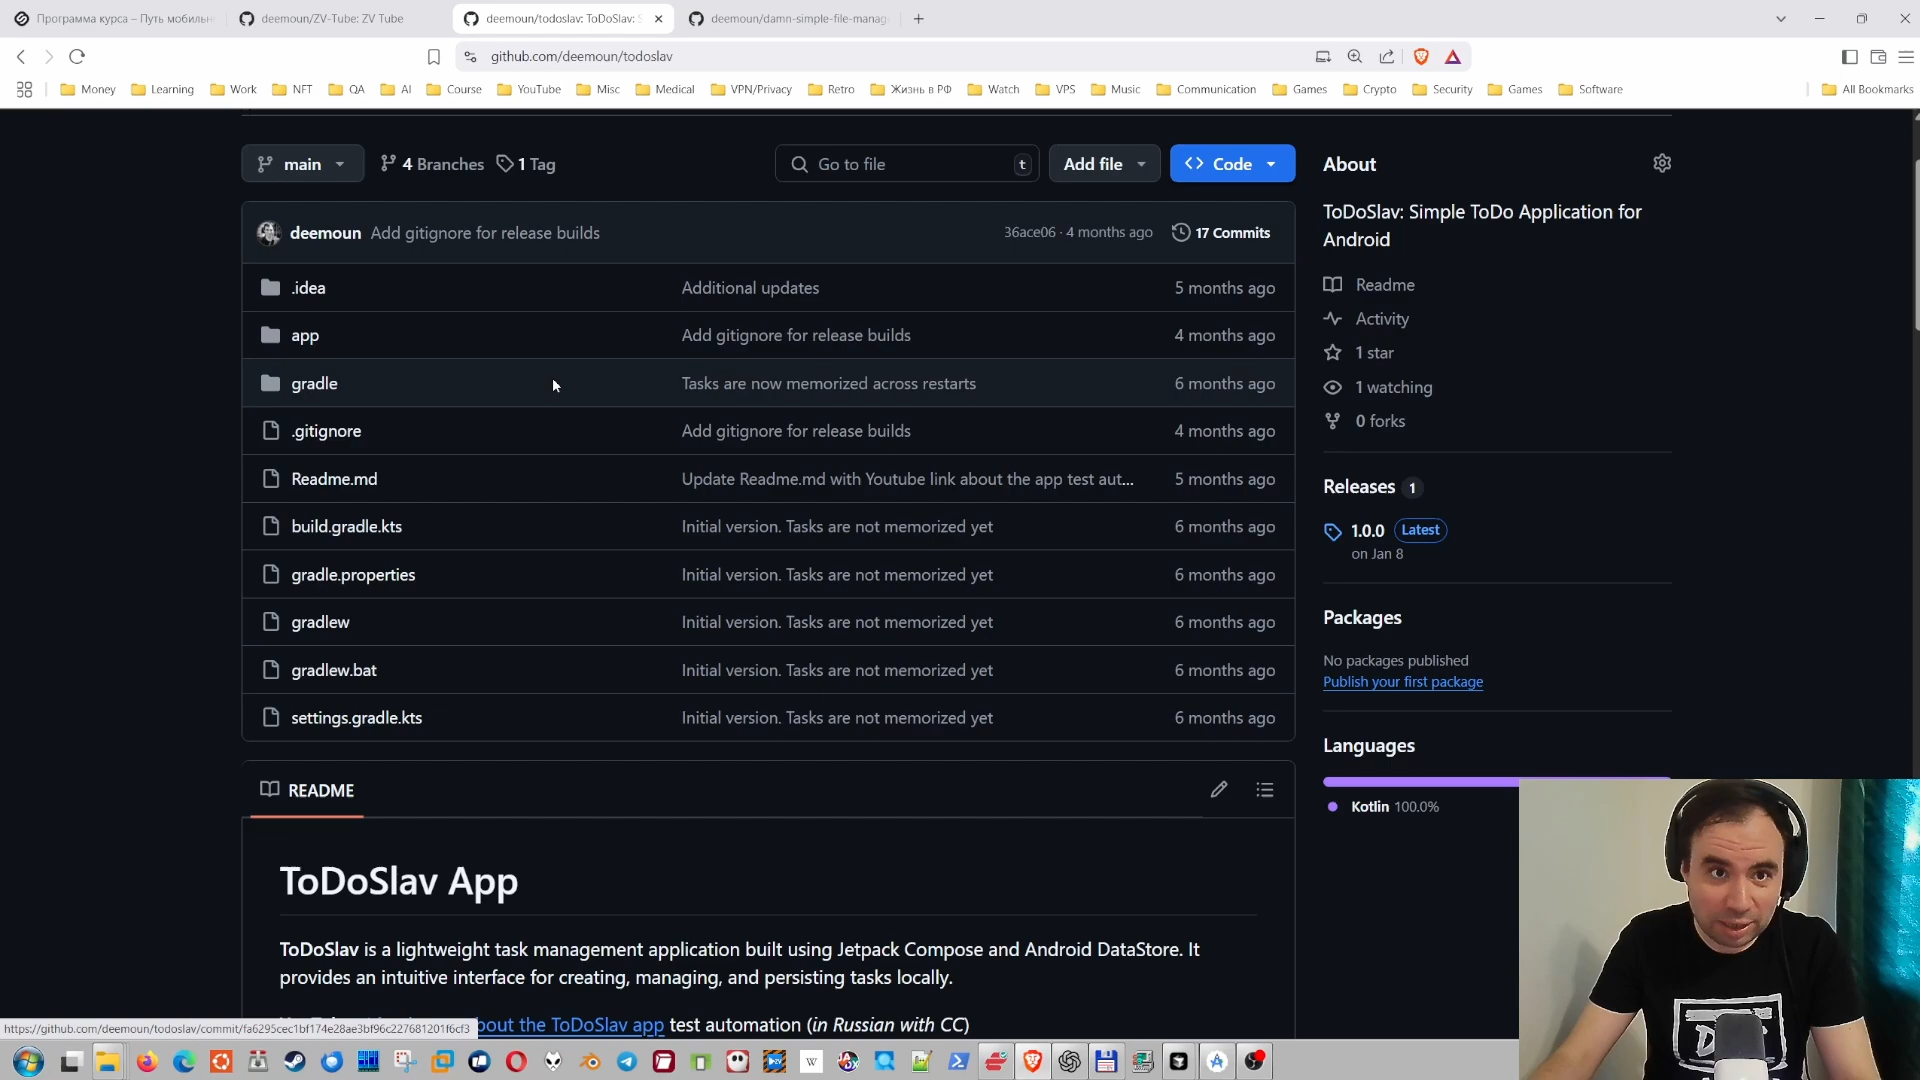 Программа курса – Путь мобильн
deemoun/ZV-Tube: ZV Tube
deemoun/todoslav: ToDoSlav: S
deemoun/damn-simple-file-manag
github.com/deemoun/todoslav
Money
Learning
Work
NFT
QA
AI
Course
YouTube
Misc
Medical
VPN/Privacy
Retro
Жизнь в РФ
Watch
VPS
Music
Communication
Games
Crypto
Security
Games
Software
All Bookmarks
main
4 Branches
1 Tag
Go to file
t
Add file
Code
deemoun Add gitignore for release builds
36ace06 · 4 months ago
17 Commits
.idea Additional updates 5 months ago
app Add gitignore for release builds 4 months ago
gradle Tasks are now memorized across restarts 6 months ago
.gitignore Add gitignore for release builds 4 months ago
Readme.md Update Readme.md with Youtube link about the app test aut... 5 months ago
build.gradle.kts Initial version. Tasks are not memorized yet 6 months ago
gradle.properties Initial version. Tasks are not memorized yet 6 months ago
gradlew Initial version. Tasks are not memorized yet 6 months ago
gradlew.bat Initial version. Tasks are not memorized yet 6 months ago
settings.gradle.kts Initial version. Tasks are not memorized yet 6 months ago
README
ToDoSlav App
ToDoSlav is a lightweight task management application built using Jetpack Compose and Android DataStore. It
provides an intuitive interface for creating, managing, and persisting tasks locally.
bout the ToDoSlav app test automation (in Russian with CC)
https://github.com/deemoun/todoslav/commit/fa6295cec1bf174e28ae3bf96c227681201f6cf3
About
ToDoSlav: Simple ToDo Application for
Android
Readme
Activity
1 star
1 watching
0 forks
Releases 1
1.0.0 Latest
on Jan 8
Packages
No packages published
Publish your first package
Languages
Kotlin 100.0%